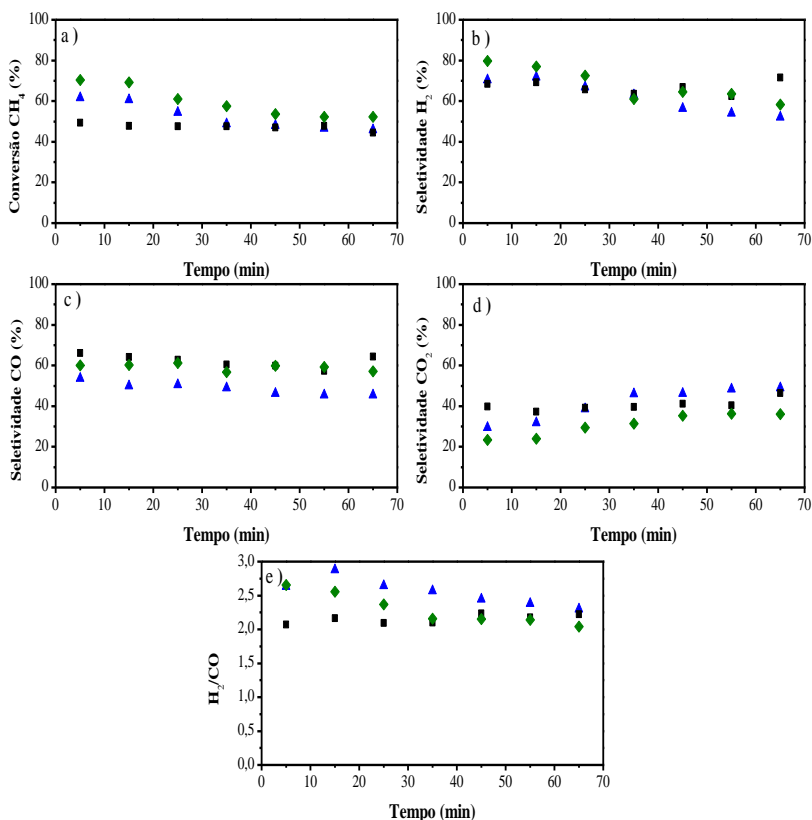 a )
Conversão CH4 (%)
100
80
60
40
20
0
0 10 20 30 40 50 60 70
Tempo (min)
b )
Seletividade H2 (%)
100
80
60
40
20
0
0 10 20 30 40 50 60 70
Tempo (min)
c )
Seletividade CO (%)
100
80
60
40
20
0
0 10 20 30 40 50 60 70
Tempo (min)
d )
Seletividade CO2 (%)
100
80
60
40
20
0
0 10 20 30 40 50 60 70
Tempo (min)
e )
H2/CO
3,0
2,5
2,0
1,5
1,0
0,5
0,0
0 10 20 30 40 50 60 70
Tempo (min)